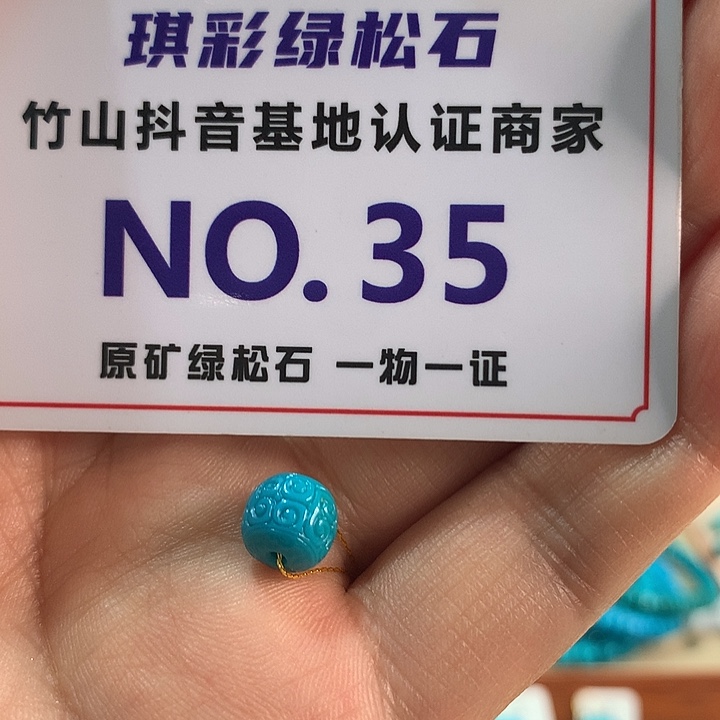 琪彩绿松石
竹山抖音基地认证商家
NO. 35
原矿绿松石 一物一证